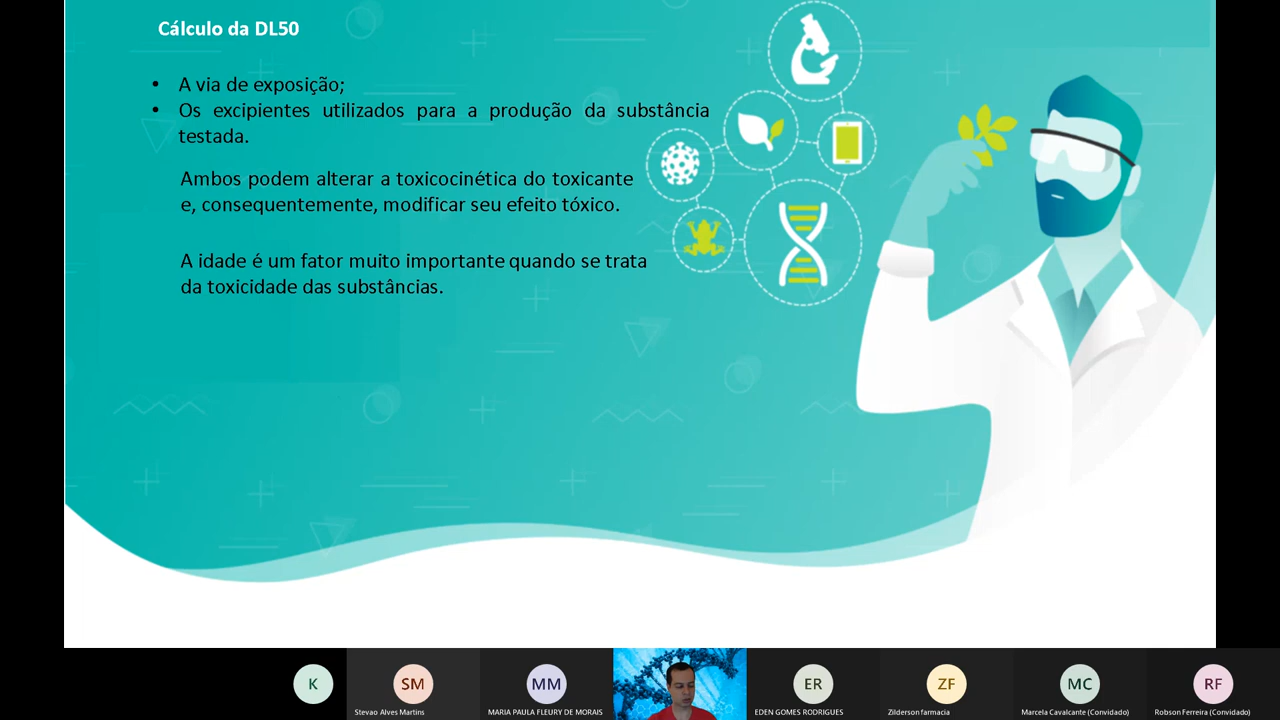 Cálculo da DL50
• A via de exposição;
• Os excipientes utilizados para a produção da substância
testada.
Ambos podem alterar a toxicocinética do toxicante
e, consequentemente, modificar seu efeito tóxico.
A idade é um fator muito importante quando se trata
da toxicidade das substâncias.
K
SM
MM
ER
ZF
MC
RF
Stevao Alves Martins
MARIA PAULA FLEURY DE MORAIS
EDEN GOMES RODRIGUES
Zilderson farmacia
Marcela Cavalcante (Convidado)
Robson Ferreira (Convidado)